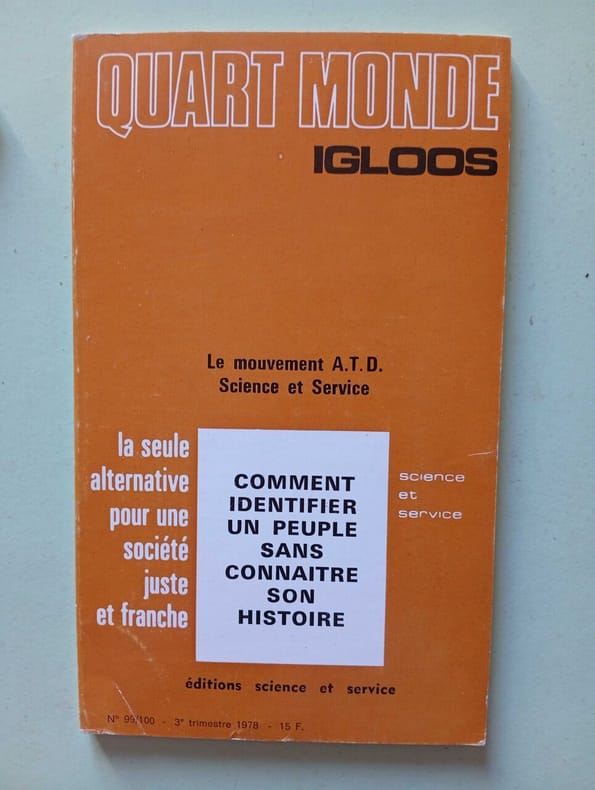 QUART MONDE
IGLOOS
Le mouvement A.T.D.
Science et Service
la seule
alternative
pour une
société
juste
et franche
COMMENT
IDENTIFIER
UN PEUPLE
SANS
CONNAITRE
SON
HISTOIRE
science
et
service
éditions science et service
N° 99/100 - 3e trimestre 1978 - 15 F.